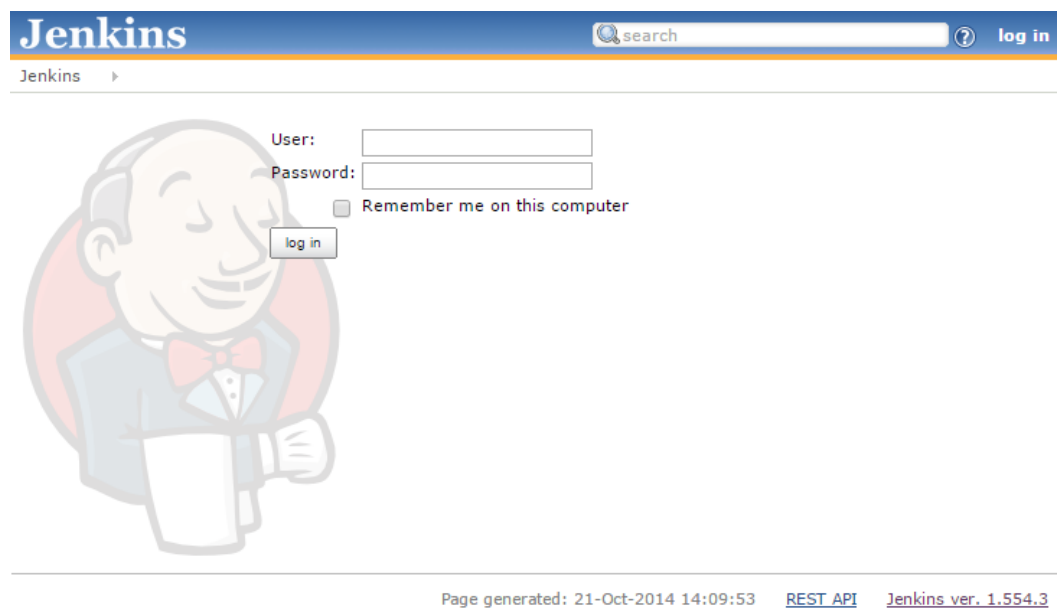 Jenkins search ? log in
Jenkins
User:
Password:
Remember me on this computer
log in
Page generated: 21-Oct-2014 14:09:53 REST API Jenkins ver. 1.554.3